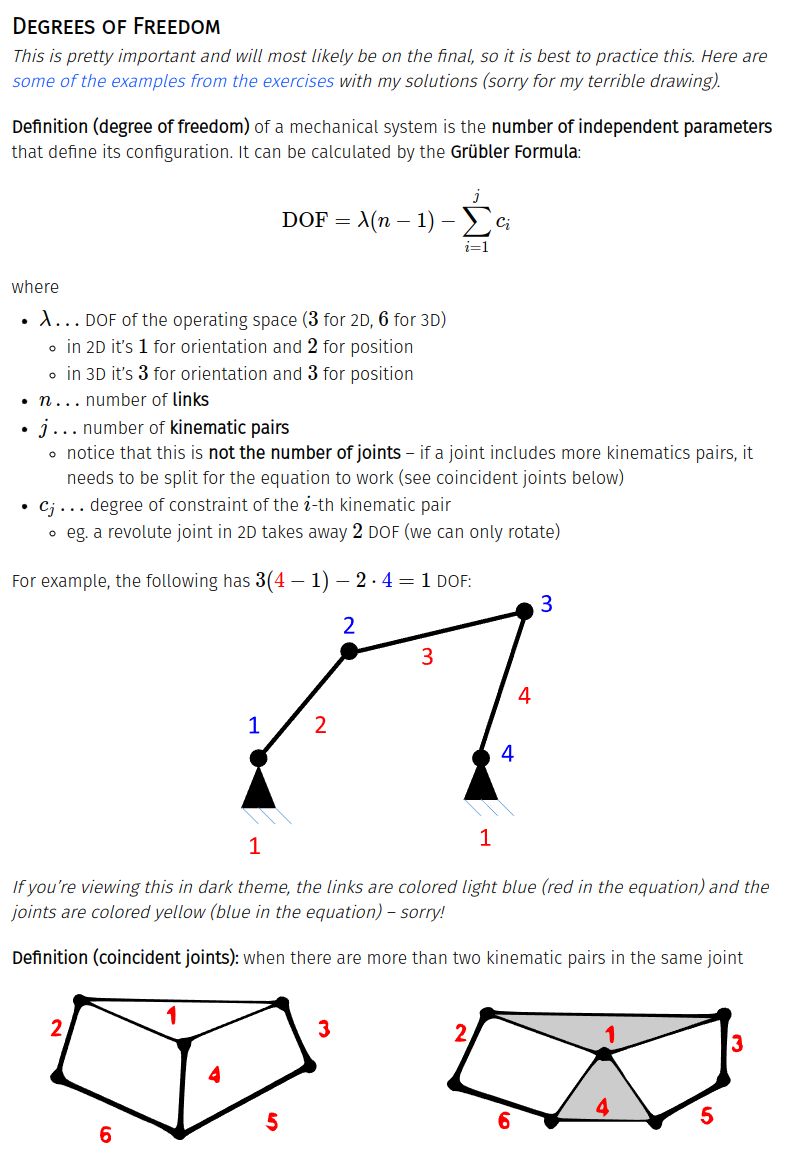 DEGREES OF FREEDOM
This is pretty important and will most likely be on the final, so it is best to practice this. Here are
some of the examples from the exercises with my solutions (sorry for my terrible drawing).
Definition (degree of freedom) of a mechanical system is the number of independent parameters
that define its configuration. It can be calculated by the Grübler Formula:
DOF = λ(n − 1) − ∑_{i=1}^{j} c_i
where
• λ… DOF of the operating space (3 for 2D, 6 for 3D)
◦ in 2D it's 1 for orientation and 2 for position
◦ in 3D it's 3 for orientation and 3 for position
• n… number of links
• j… number of kinematic pairs
◦ notice that this is not the number of joints – if a joint includes more kinematics pairs, it
needs to be split for the equation to work (see coincident joints below)
• c_j… degree of constraint of the i-th kinematic pair
◦ eg. a revolute joint in 2D takes away 2 DOF (we can only rotate)
For example, the following has 3(4 − 1) − 2 · 4 = 1 DOF:
3
2
3
4
1
2
4
1
1
If you're viewing this in dark theme, the links are colored light blue (red in the equation) and the
joints are colored yellow (blue in the equation) – sorry!
Definition (coincident joints): when there are more than two kinematic pairs in the same joint
1
2
3
4
5
6
1
2
3
4
5
6